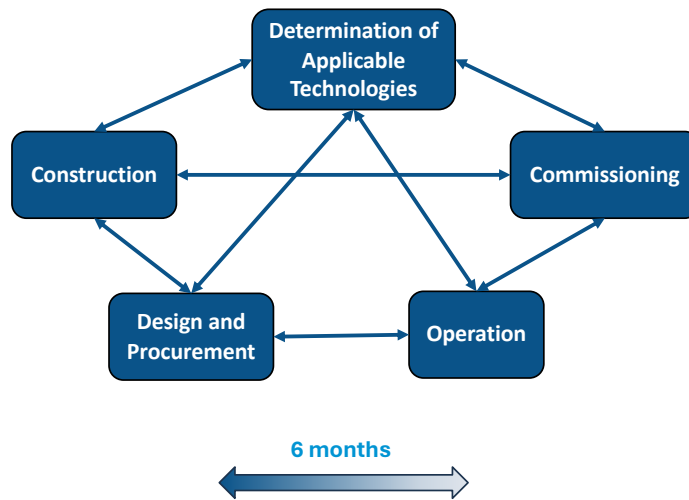 Determination of
Applicable
Technologies
Construction
Commissioning
Design and
Procurement
Operation
6 months